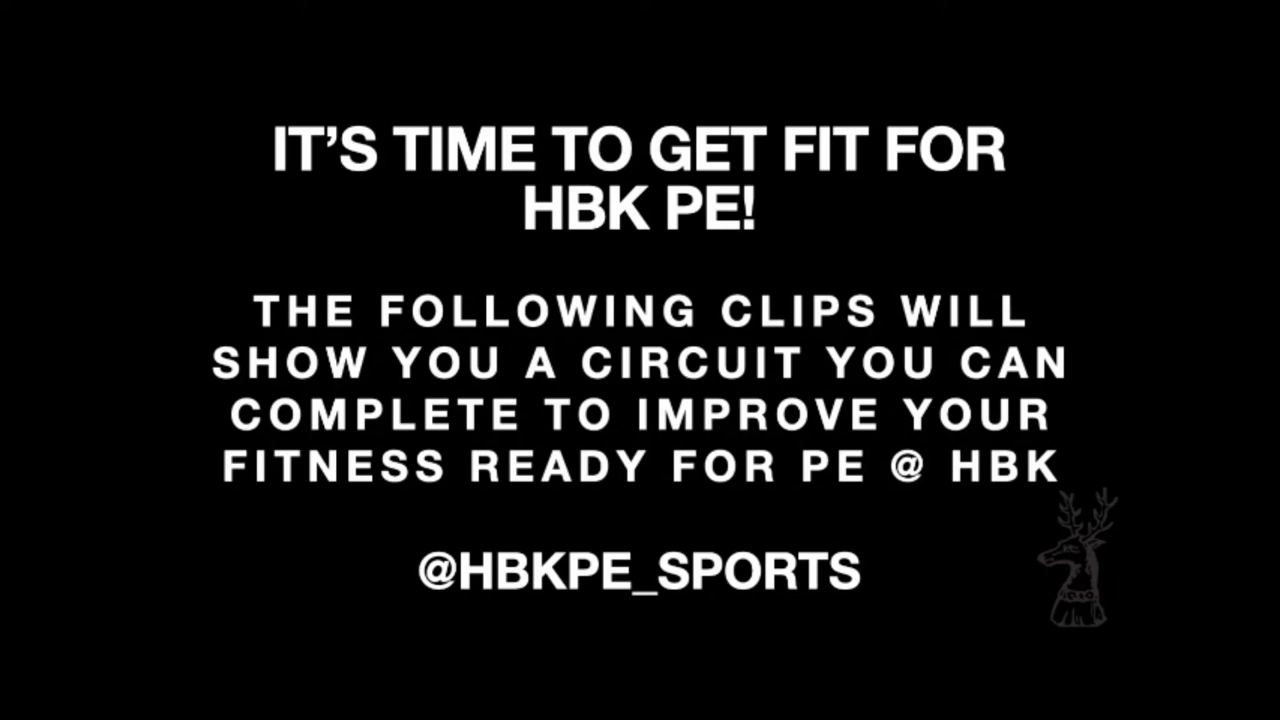 IT’S TIME TO GET FIT FOR
HBK PE!
THE FOLLOWING CLIPS WILL
SHOW YOU A CIRCUIT YOU CAN
COMPLETE TO IMPROVE YOUR
FITNESS READY FOR PE @ HBK
@HBKPE_SPORTS